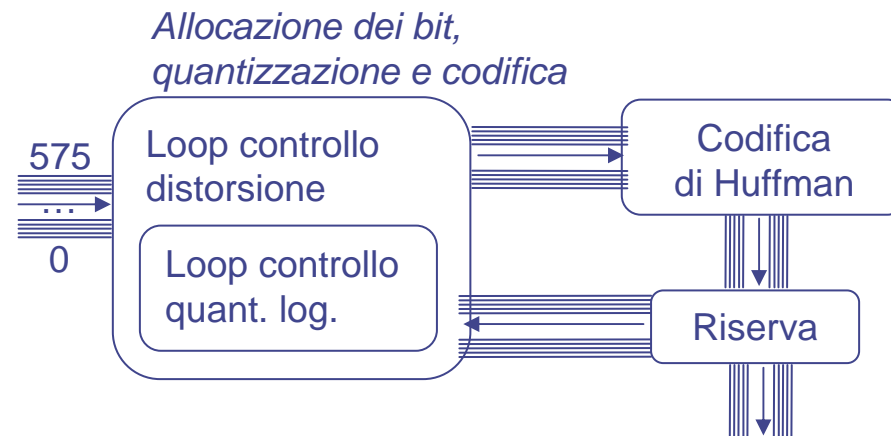 Allocazione dei bit,
quantizzazione e codifica
575
...
0
Loop controllo
distorsione
Loop controllo
quant. log.
Codifica
di Huffman
Riserva